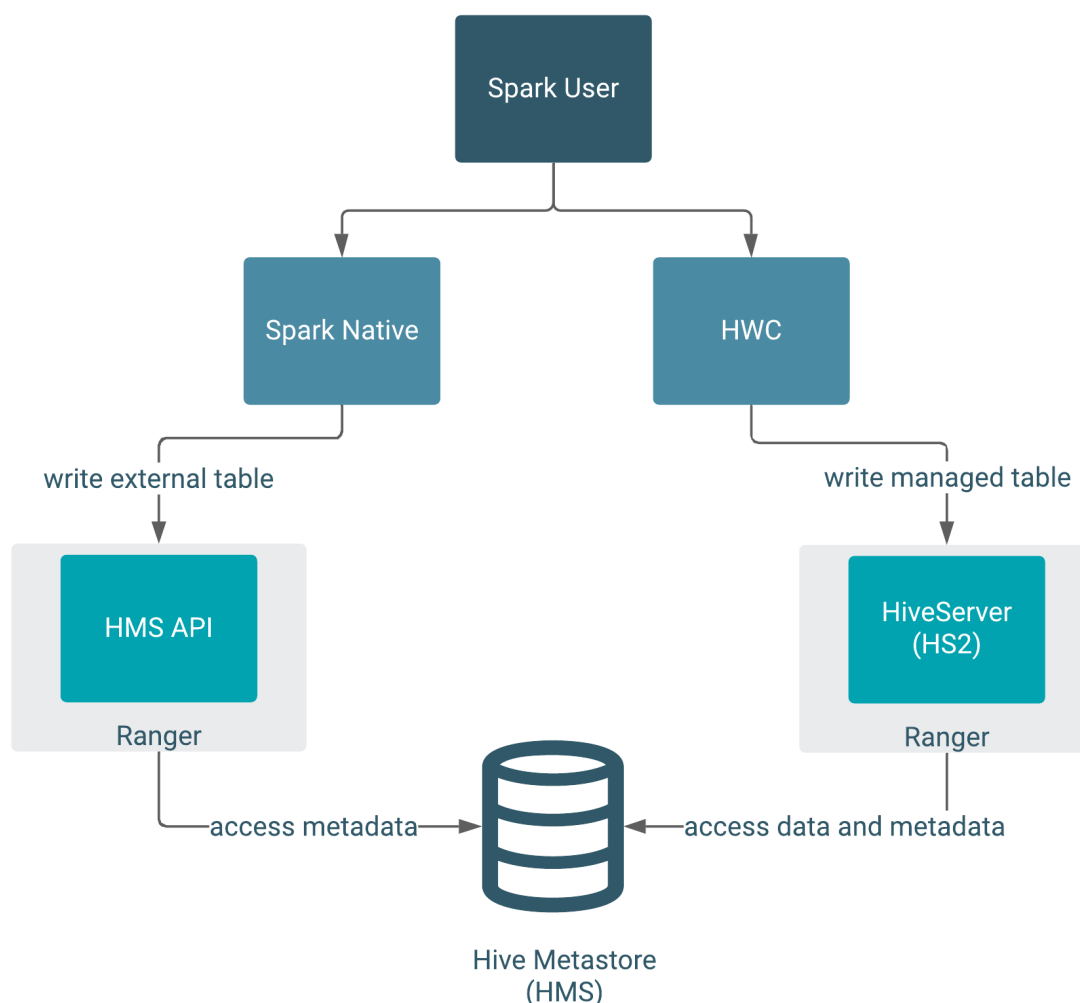 Spark User
Spark Native
HWC
write external table
write managed table
HMS API
HiveServer
(HS2)
Ranger
Ranger
access metadata
access data and metadata
Hive Metastore
(HMS)